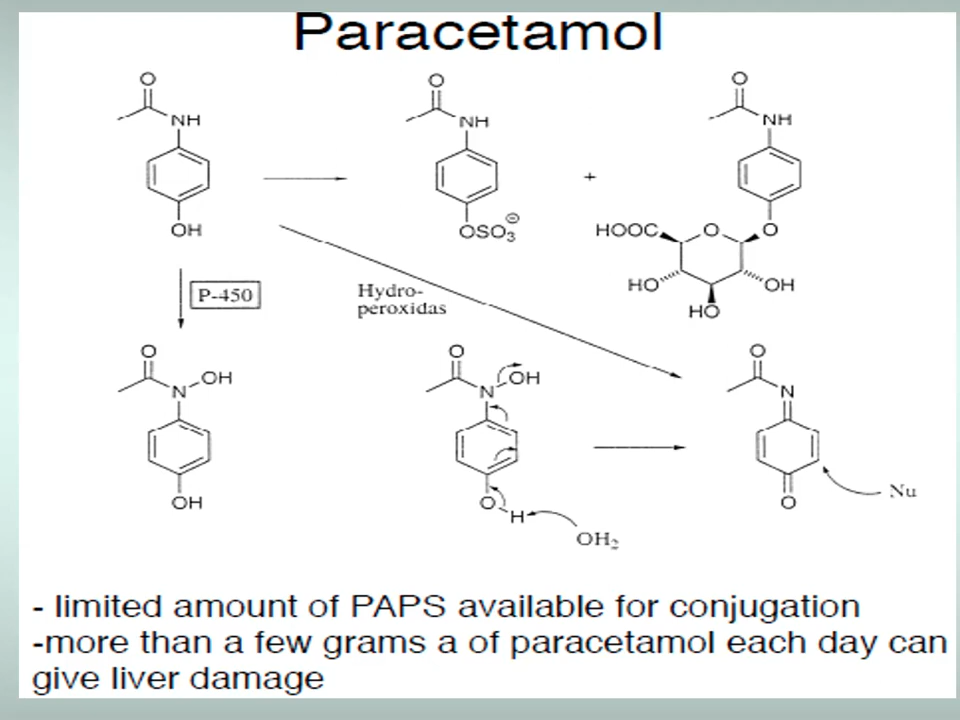 Paracetamol
O O O
NH NH NH
+
OH OSO3⊖ HOOC O O
P-450 Hydro-
peroxidas
HO OH
HO
O O O
N OH N OH N
OH O H O Nu
OH2
- limited amount of PAPS available for conjugation
-more than a few grams a of paracetamol each day can
give liver damage